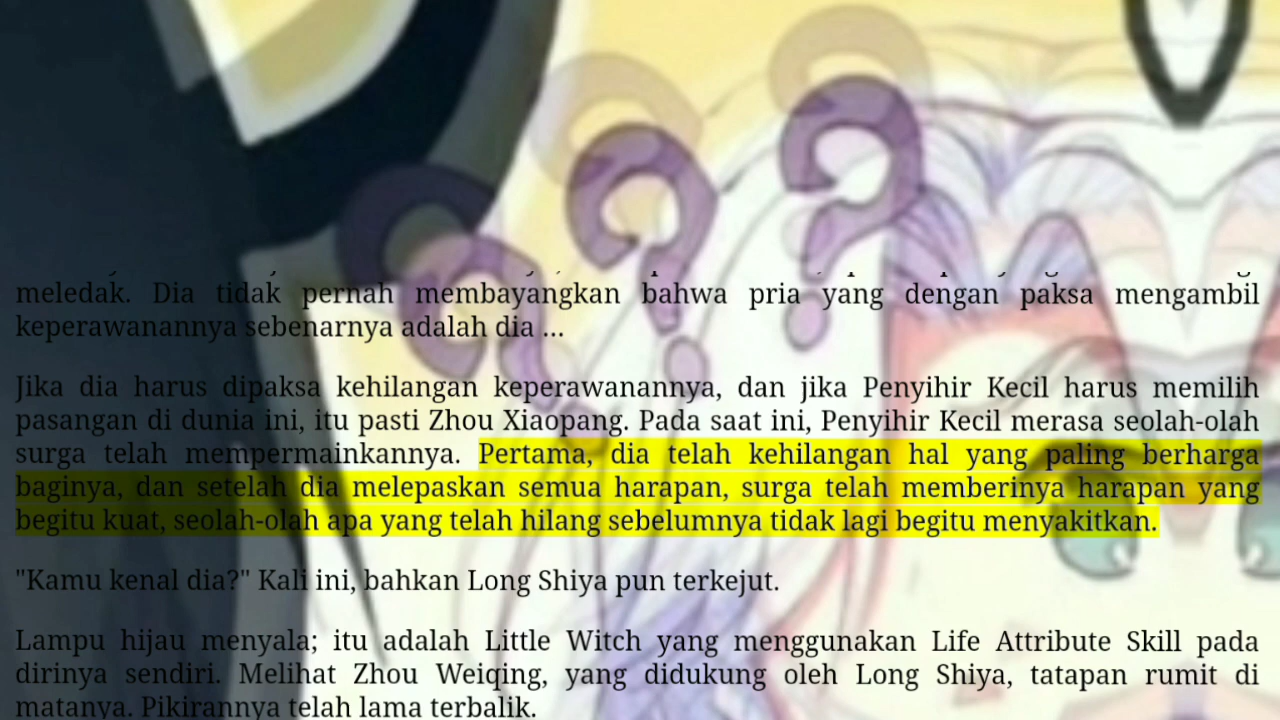 meledak. Dia tidak pernah membayangkan bahwa pria yang dengan paksa mengambil
keperawanannya sebenarnya adalah dia ...
Jika dia harus dipaksa kehilangan keperawanannya, dan jika Penyihir Kecil harus memilih
pasangan di dunia ini, itu pasti Zhou Xiaopang. Pada saat ini, Penyihir Kecil merasa seolah-olah
surga telah mempermainkannya. Pertama, dia telah kehilangan hal yang paling berharga
baginya, dan setelah dia melepaskan semua harapan, surga telah memberinya harapan yang
begitu kuat, seolah-olah apa yang telah hilang sebelumnya tidak lagi begitu menyakitkan.
"Kamu kenal dia?" Kali ini, bahkan Long Shiya pun terkejut.
Lampu hijau menyala; itu adalah Little Witch yang menggunakan Life Attribute Skill pada
dirinya sendiri. Melihat Zhou Weiqing, yang didukung oleh Long Shiya, tatapan rumit di
matanya. Pikirannya telah lama terbalik.